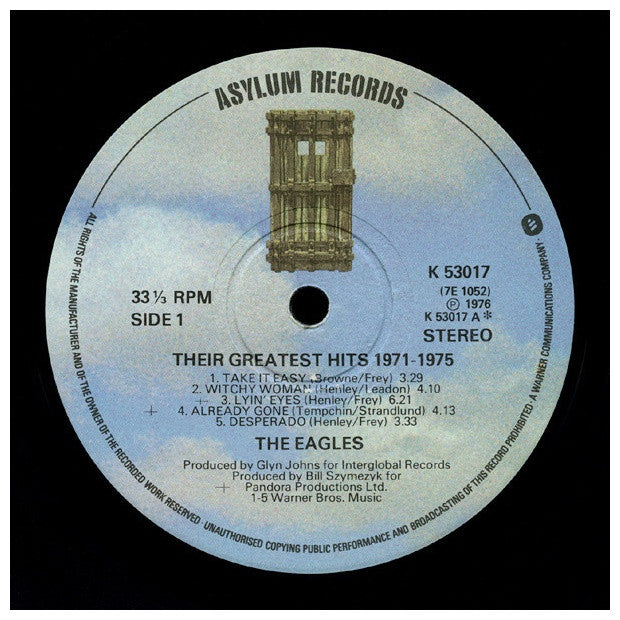 ASYLUM RECORDS
K 53017
(7E 1052)
℗ 1976
K 53017 A *
STEREO
33 ⅓ RPM
SIDE 1
THEIR GREATEST HITS 1971-1975
1. TAKE IT EASY (Browne/Frey) 3.29
2. WITCHY WOMAN (Henley/Leadon) 4.10
+ 3. LYIN' EYES (Henley/Frey) 6.21
+ 4. ALREADY GONE (Tempchin/Strandlund) 4.13
5. DESPERADO (Henley/Frey) 3.33
THE EAGLES
Produced by Glyn Johns for Interglobal Records
Produced by Bill Szymezyk for
+ Pandora Productions Ltd.
1-5 Warner Bros. Music
ALL RIGHTS OF THE MANUFACTURER AND OF THE OWNER OF THE RECORDED WORK RESERVED · UNAUTHORISED COPYING PUBLIC PERFORMANCE AND BROADCASTING OF THIS RECORD PROHIBITED · A WARNER COMMUNICATIONS COMPANY ·